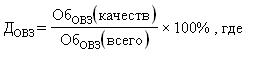 Д_ОВЗ = Об_ОВЗ(качеств) / Об_ОВЗ(всего) × 100% , где